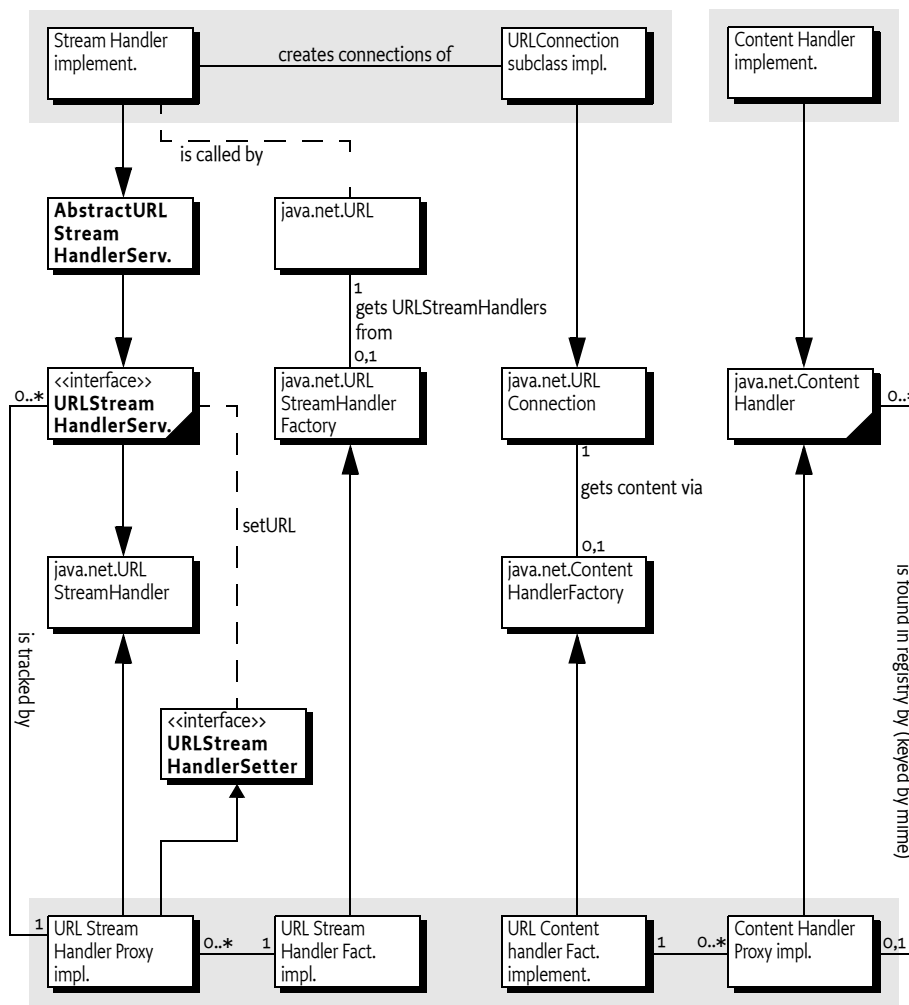 Stream Handler
implement.
creates connections of
URLConnection
subclass impl.
Content Handler
implement.
is called by
AbstractURL
Stream
HandlerServ.
java.net.URL
1
gets URLStreamHandlers
from
0,1
0..*
<<interface>>
URLStream
HandlerServ.
java.net.URL
StreamHandler
Factory
java.net.URL
Connection
java.net.Content
Handler
0..*
1
gets content via
0,1
setURL
java.net.URL
StreamHandler
java.net.Content
HandlerFactory
is tracked by
is found in registry by (keyed by mime)
<<interface>>
URLStream
HandlerSetter
1
URL Stream
Handler Proxy
impl.
0..*
1
URL Stream
Handler Fact.
impl.
URL Content
handler Fact.
implement.
1
0..*
Content Handler
Proxy impl.
0,1